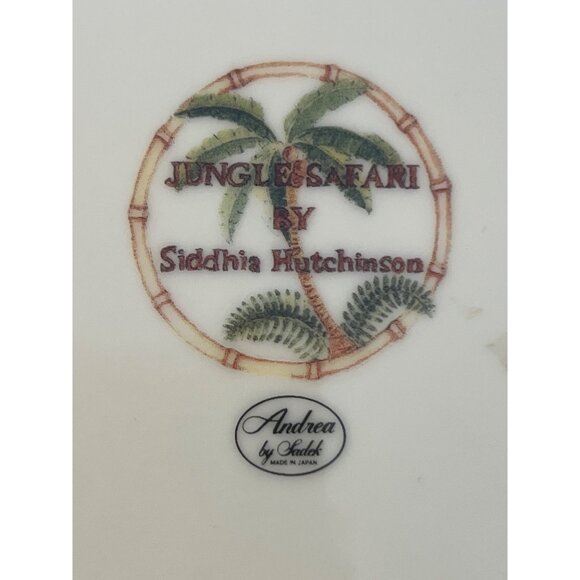 JUNGLE SAFARI
BY
Siddhia Hutchinson
Andrea
by Sadek
MADE IN JAPAN